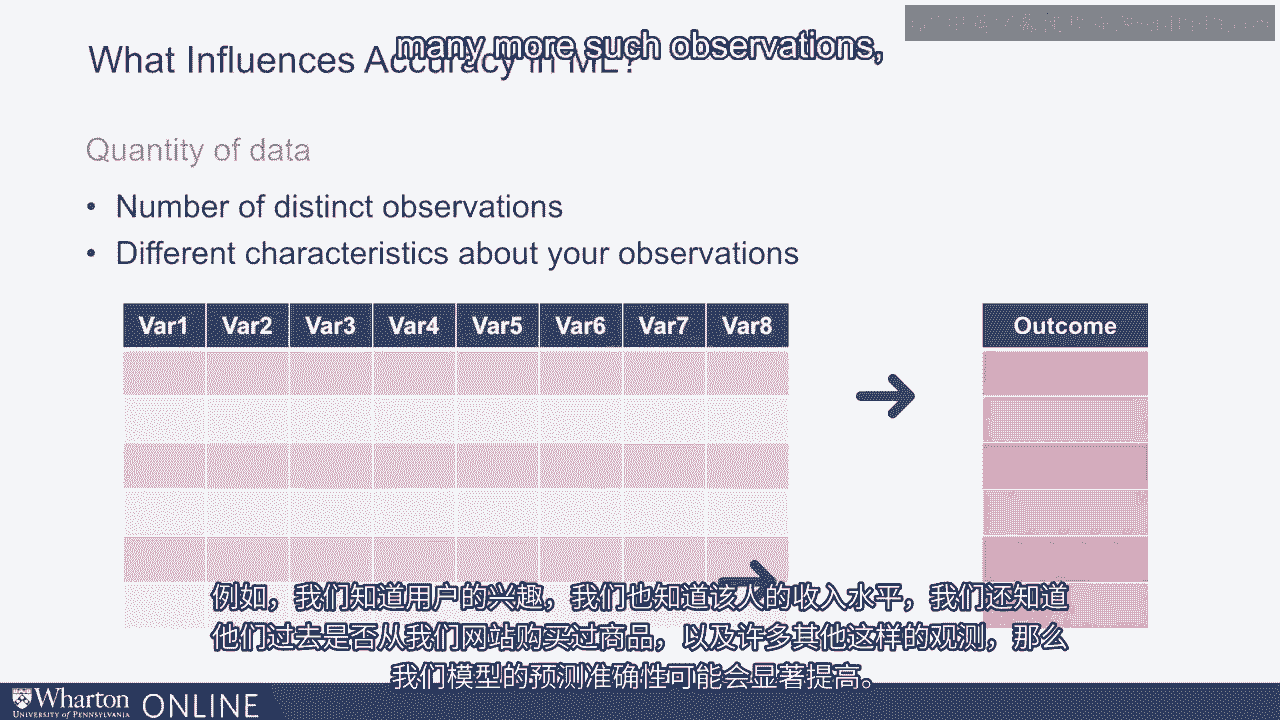 many more such observations,
What Influences Accuracy in ML?
Quantity of data
• Number of distinct observations
• Different characteristics about your observations
Var1 Var2 Var3 Var4 Var5 Var6 Var7 Var8 Outcome
例如，我们知道用户的兴趣，我们也知道该人的收入水平，我们还知道
他们过去是否从我们网站购买过商品，以及许多其他这样的观测，那么
我们模型的预测准确性可能会显著提高。
Wharton ONLINE
UNIVERSITY OF PENNSYLVANIA